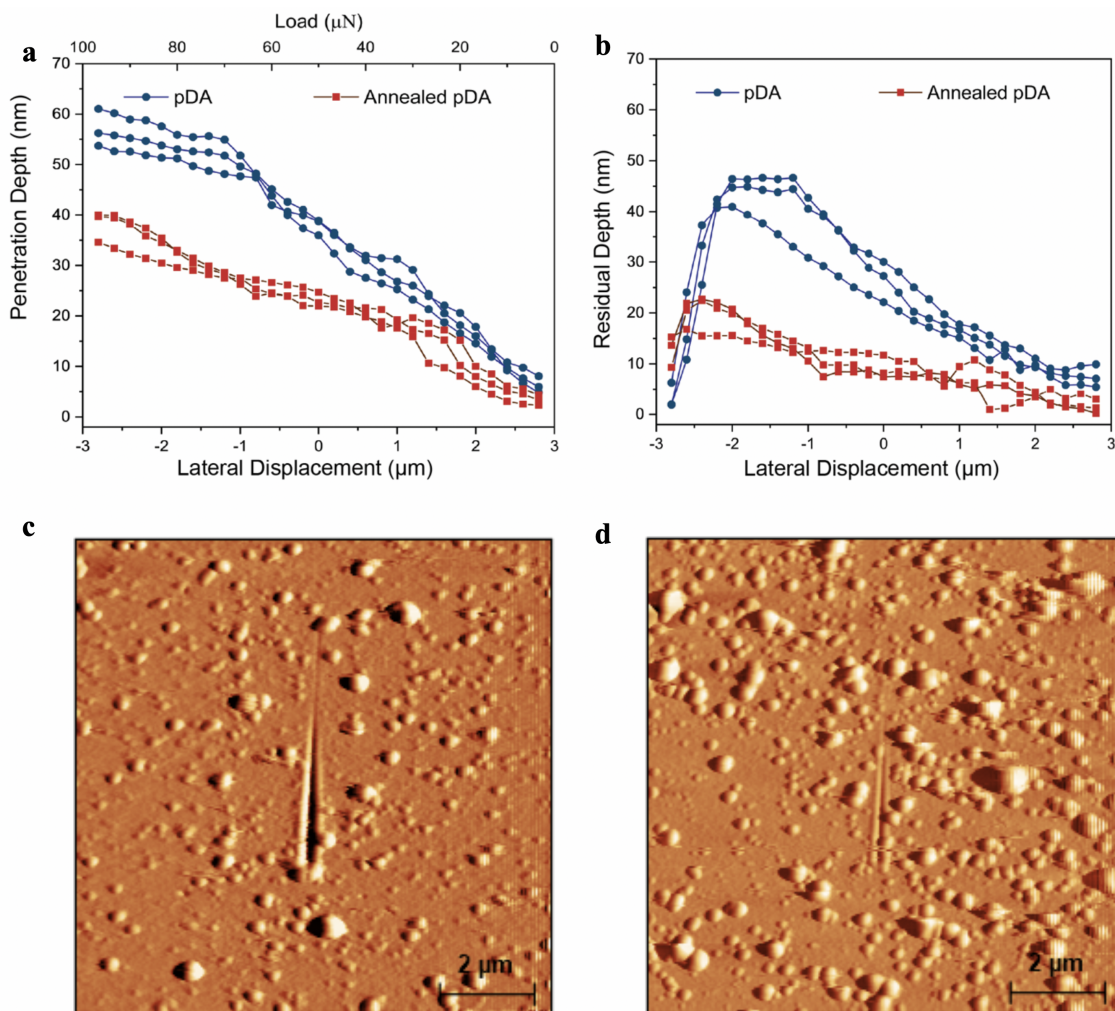 a
Load (μN)
100 80 60 40 20 0
70
60
50
40
30
20
10
0
Penetration Depth (nm)
pDA Annealed pDA
-3 -2 -1 0 1 2 3
Lateral Displacement (μm)
b
70
60
50
40
30
20
10
0
Residual Depth (nm)
pDA Annealed pDA
-3 -2 -1 0 1 2 3
Lateral Displacement (μm)
c
2 μm
d
2 μm